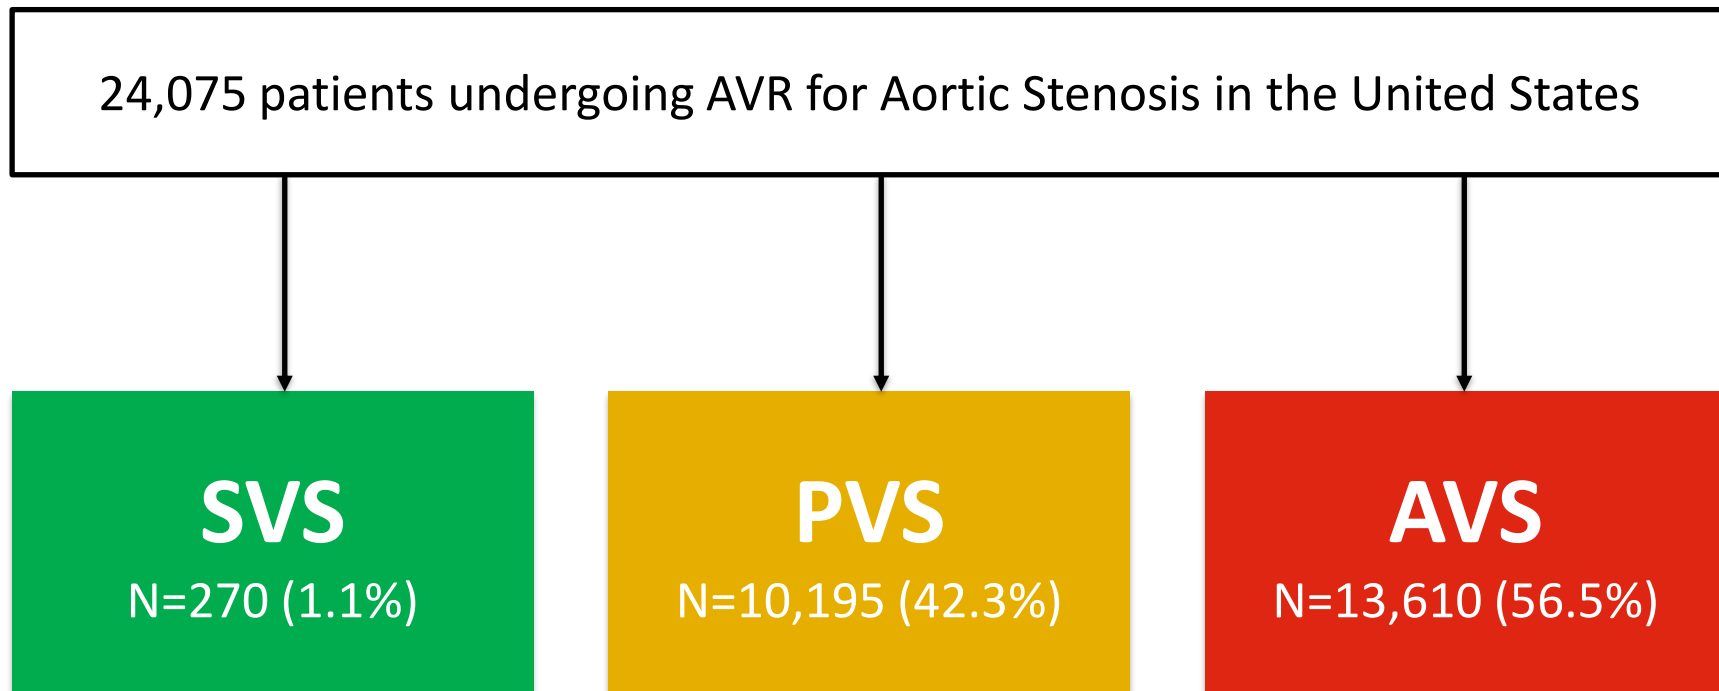 24,075 patients undergoing AVR for Aortic Stenosis in the United States
SVS
N=270 (1.1%)
PVS
N=10,195 (42.3%)
AVS
N=13,610 (56.5%)